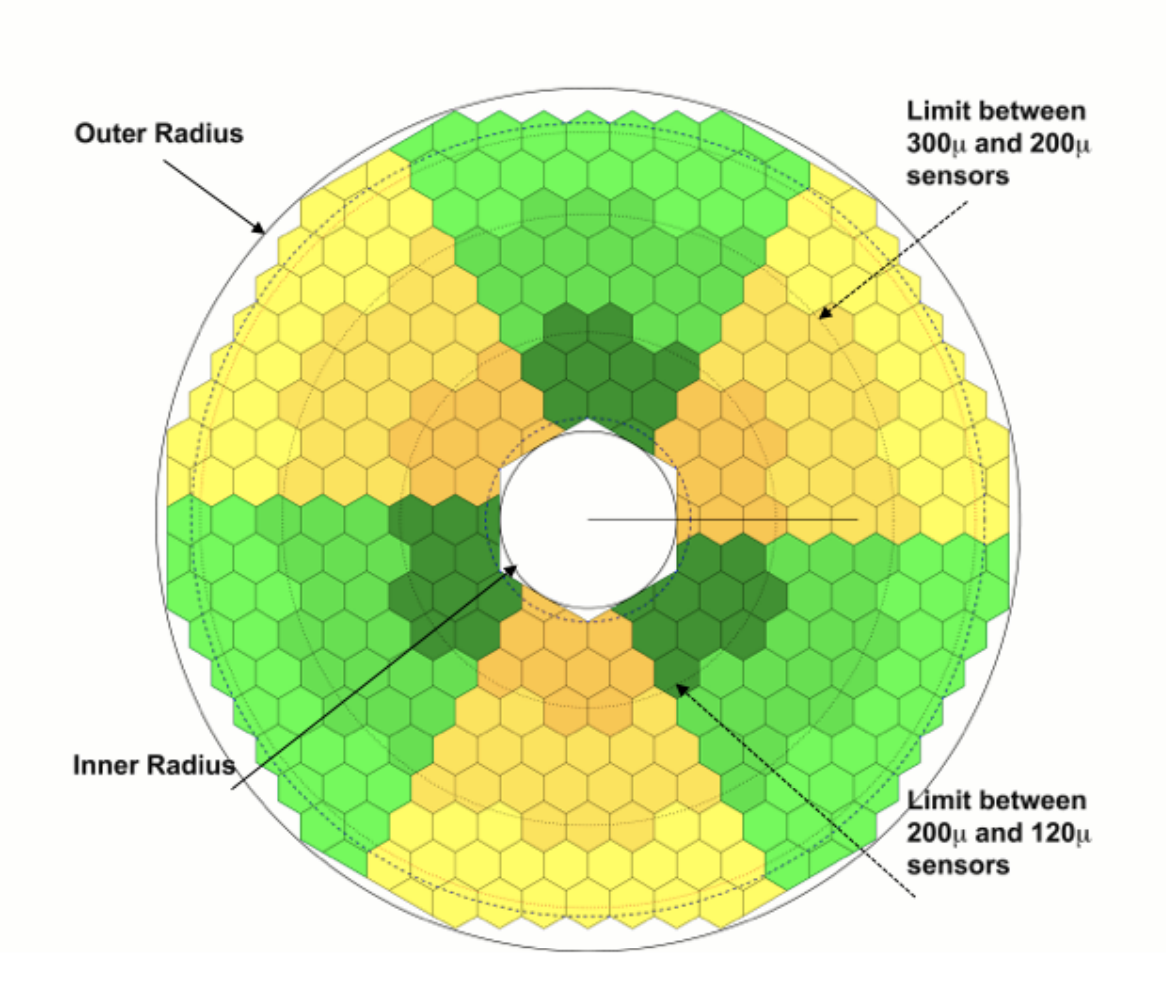 Outer Radius
Limit between
300μ and 200μ
sensors
Inner Radius
Limit between
200μ and 120μ
sensors